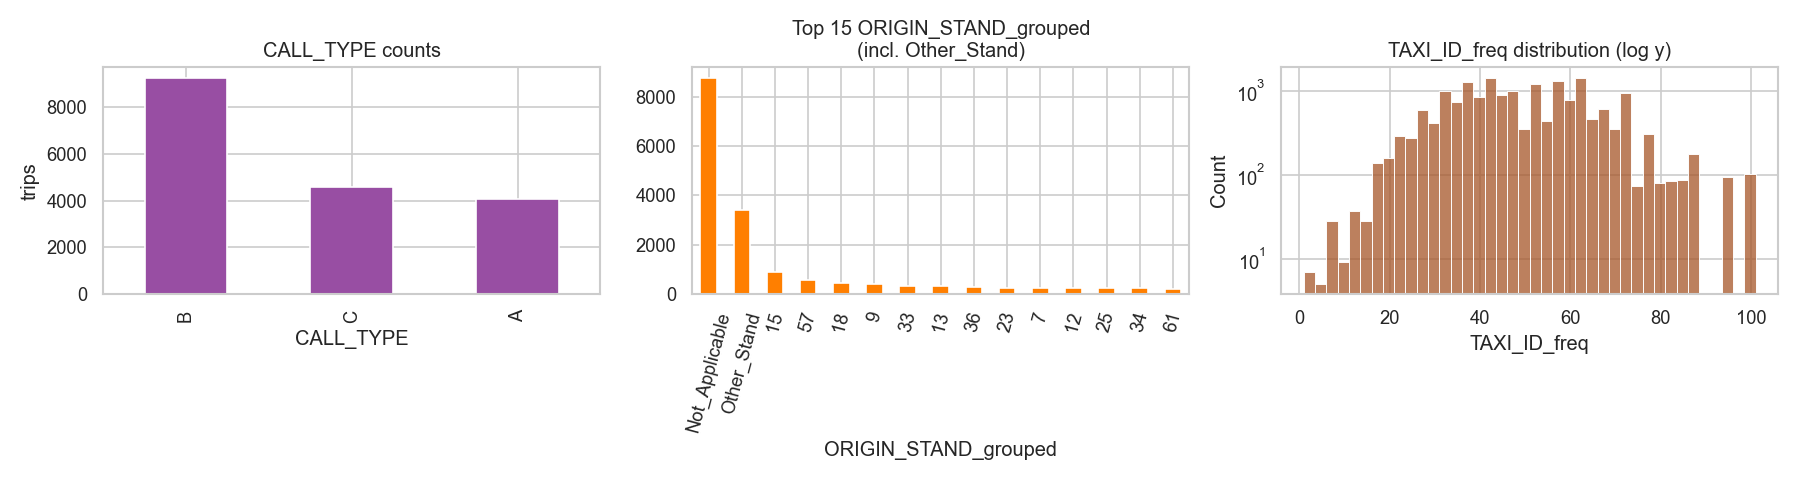 CALL_TYPE counts
trips
8000
6000
4000
2000
0
B
C
A
CALL_TYPE
Top 15 ORIGIN_STAND_grouped
(incl. Other_Stand)
8000
6000
4000
2000
0
Not_Applicable
Other_Stand
15
57
18
9
33
13
36
23
7
12
25
34
61
ORIGIN_STAND_grouped
TAXI_ID_freq distribution (log y)
Count
10³
10²
10¹
0
20
40
60
80
100
TAXI_ID_freq